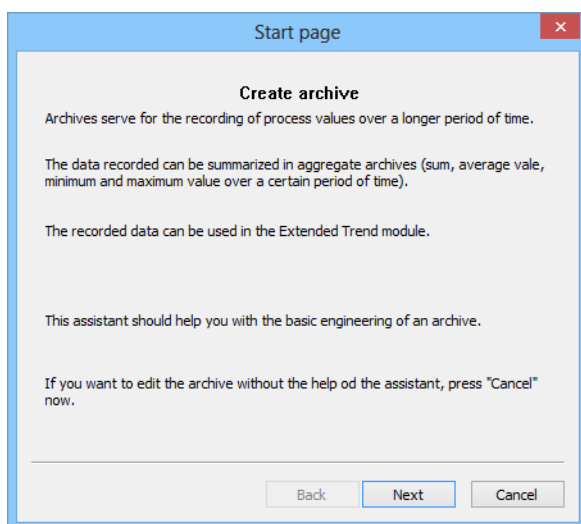 Start page
Create archive
Archives serve for the recording of process values over a longer period of time.
The data recorded can be summarized in aggregate archives (sum, average vale,
minimum and maximum value over a certain period of time).
The recorded data can be used in the Extended Trend module.
This assistant should help you with the basic engineering of an archive.
If you want to edit the archive without the help od the assistant, press "Cancel"
now.
Back Next Cancel